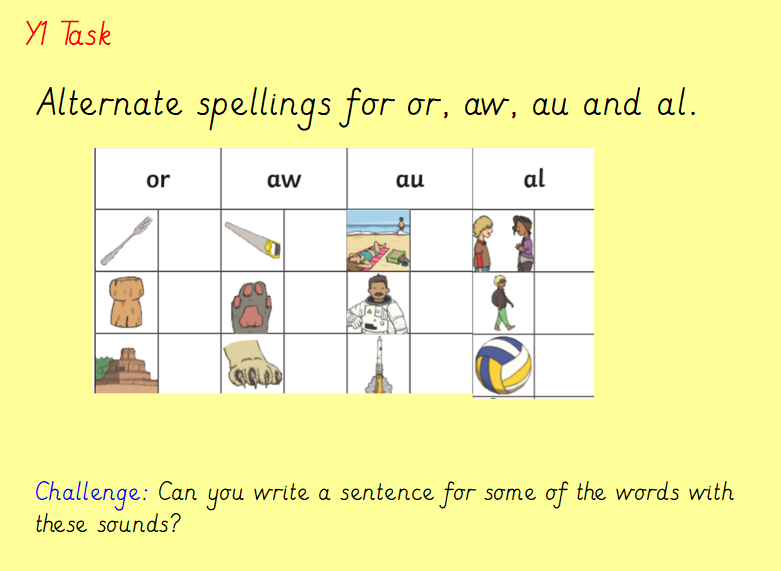 Y1 Task
Alternate spellings for or, aw, au and al.
or aw au al
Challenge: Can you write a sentence for some of the words with
these sounds?